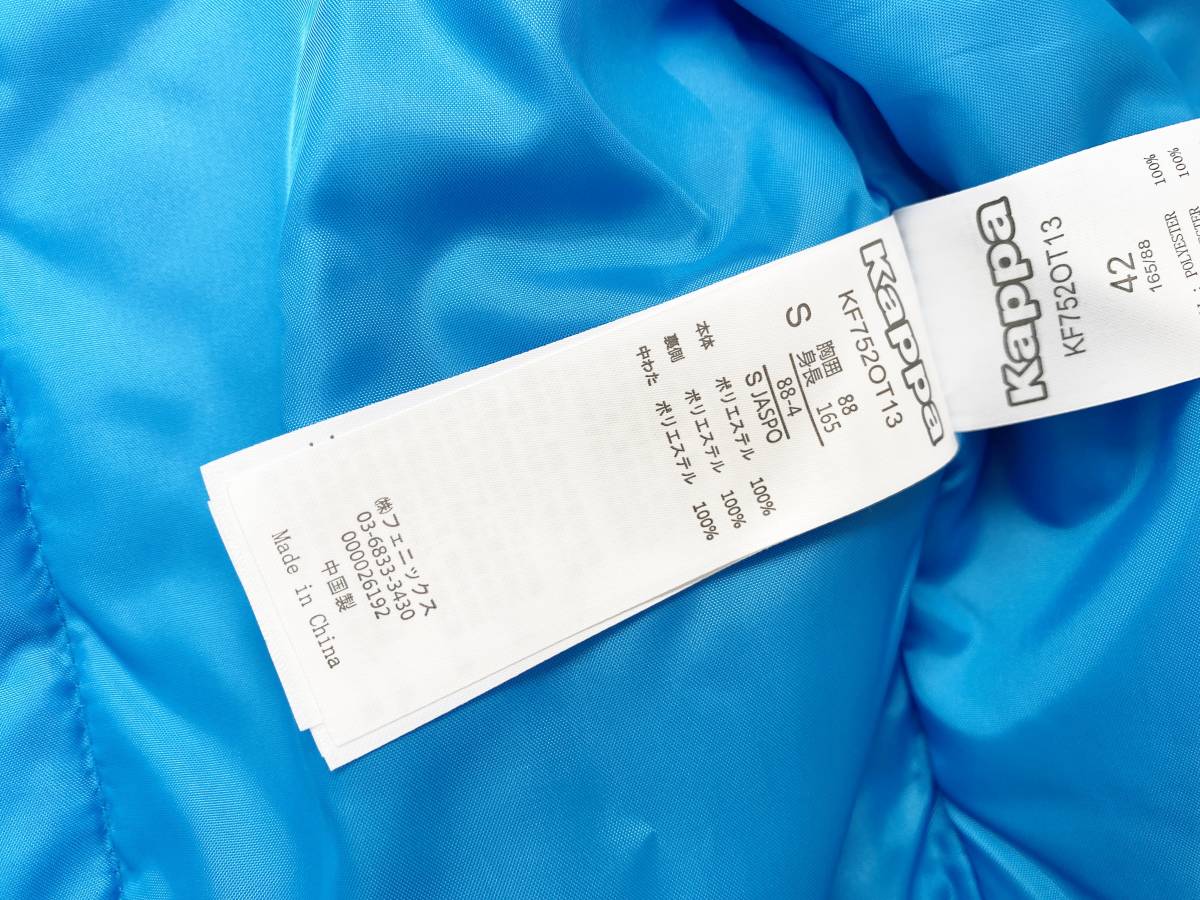 Kappa
KF752OT13
S
胸囲 88
身長 165
88-4
S JASPO
本体 ポリエステル 100%
裏側 ポリエステル 100%
中わた ポリエステル 100%
㈱フェニックス
03-6833-3430
000026192
中国製
Made in China
Kappa
KF752OT13
42
165/88
: POLYESTER 100%
100%